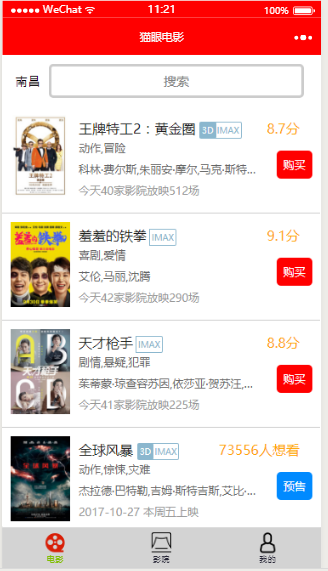 WeChat 11:21 100%
猫眼电影
南昌 搜索
王牌特工2：黄金圈 3D IMAX 8.7分
动作,冒险
科林·费尔斯,朱丽安·摩尔,马克·斯特... 购买
今天40家影院放映512场
羞羞的铁拳 IMAX 9.1分
喜剧,爱情
艾伦,马丽,沈腾 购买
今天42家影院放映290场
天才枪手 IMAX 8.8分
剧情,悬疑,犯罪
茱蒂蒙·琼查容苏因,依莎亚·贺苏汪,... 购买
今天41家影院放映225场
全球风暴 3D IMAX 73556人想看
动作,惊悚,灾难
杰拉德·巴特勒,吉姆·斯特吉斯,艾比·... 预售
2017-10-27 本周五上映
电影 影院 我的